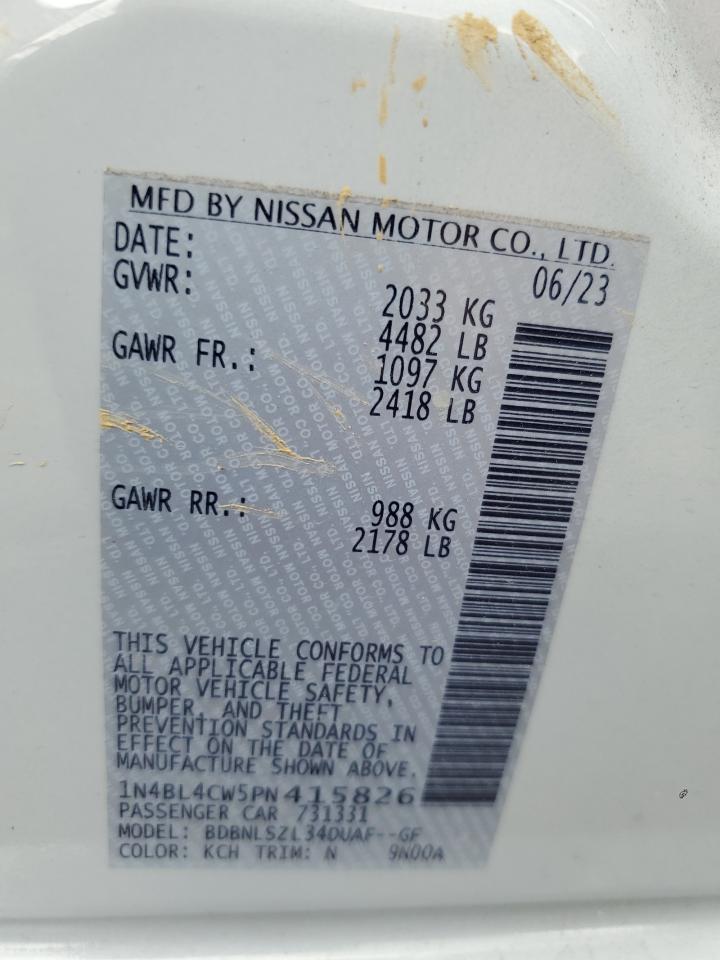 MFD BY NISSAN MOTOR CO., LTD.
DATE: 06/23
GVWR: 2033 KG
4482 LB
GAWR FR.: 1097 KG
2418 LB
GAWR RR.: 988 KG
2178 LB
THIS VEHICLE CONFORMS TO
ALL APPLICABLE FEDERAL
MOTOR VEHICLE SAFETY,
BUMPER, AND THEFT
PREVENTION STANDARDS IN
EFFECT ON THE DATE OF
MANUFACTURE SHOWN ABOVE.
1N4BL4CW5PN415826
PASSENGER CAR 731331
MODEL: BDBNLSZL34DUAF--GF
COLOR: KCH TRIM: N 9N00A